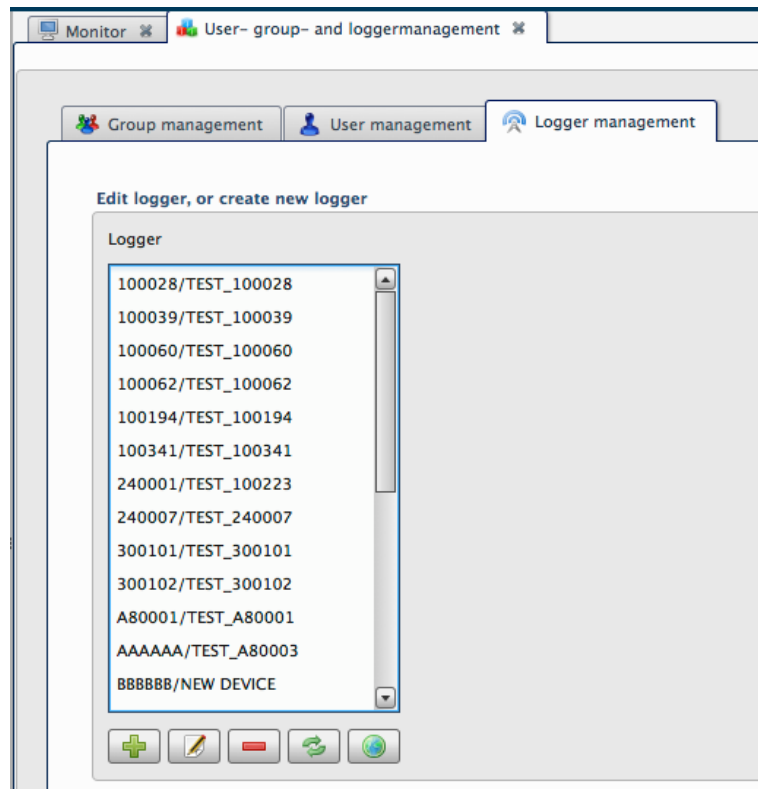 Monitor
User- group- and loggermanagement
Group management
User management
Logger management
Edit logger, or create new logger
Logger
100028/TEST_100028
100039/TEST_100039
100060/TEST_100060
100062/TEST_100062
100194/TEST_100194
100341/TEST_100341
240001/TEST_100223
240007/TEST_240007
300101/TEST_300101
300102/TEST_300102
A80001/TEST_A80001
AAAAAA/TEST_A80003
BBBBBB/NEW DEVICE